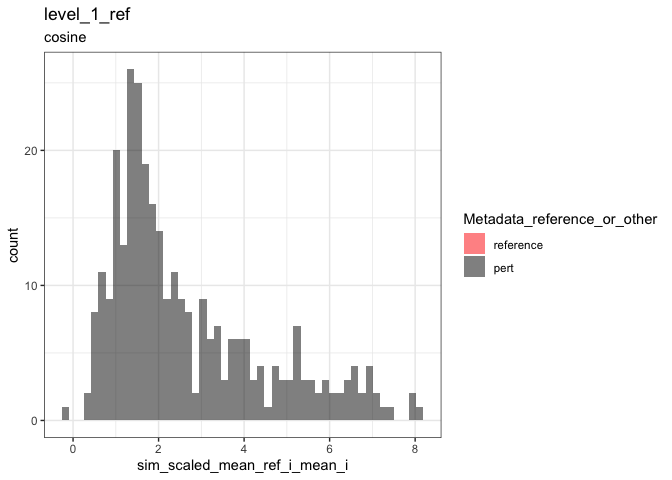 level_1_ref
cosine
20
10
0
count
0 2 4 6 8
sim_scaled_mean_ref_i_mean_i
Metadata_reference_or_other
reference
pert